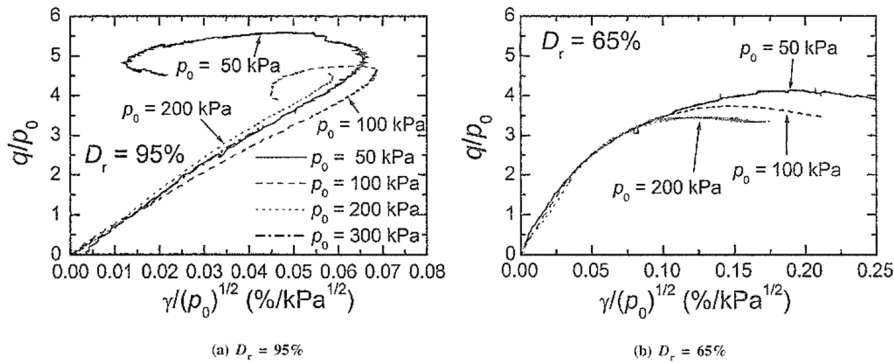 6
5
4
3
2
1
0
q/p₀
p₀ = 50 kPa
p₀ = 200 kPa
p₀ = 100 kPa
Dᵣ = 95%
p₀ = 50 kPa
p₀ = 100 kPa
p₀ = 200 kPa
p₀ = 300 kPa
0.00 0.01 0.02 0.03 0.04 0.05 0.06 0.07 0.08
γ/(p₀)^1/2 (%/kPa^1/2)
(a) Dᵣ = 95%
6
5
4
3
2
1
0
q/p₀
Dᵣ = 65%
p₀ = 50 kPa
p₀ = 200 kPa
p₀ = 100 kPa
0.00 0.05 0.10 0.15 0.20 0.25
γ/(p₀)^1/2 (%/kPa^1/2)
(b) Dᵣ = 65%